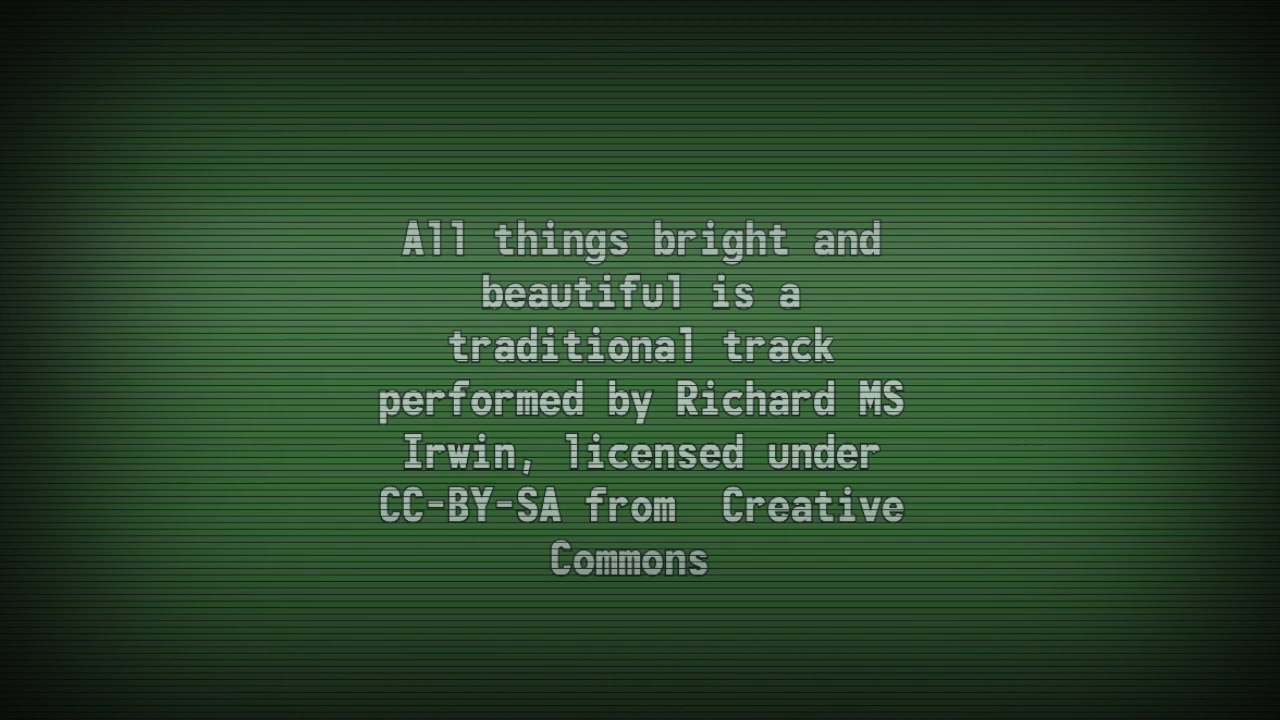 All things bright and
beautiful is a
traditional track
performed by Richard MS
Irwin, licensed under
CC-BY-SA from  Creative
Commons